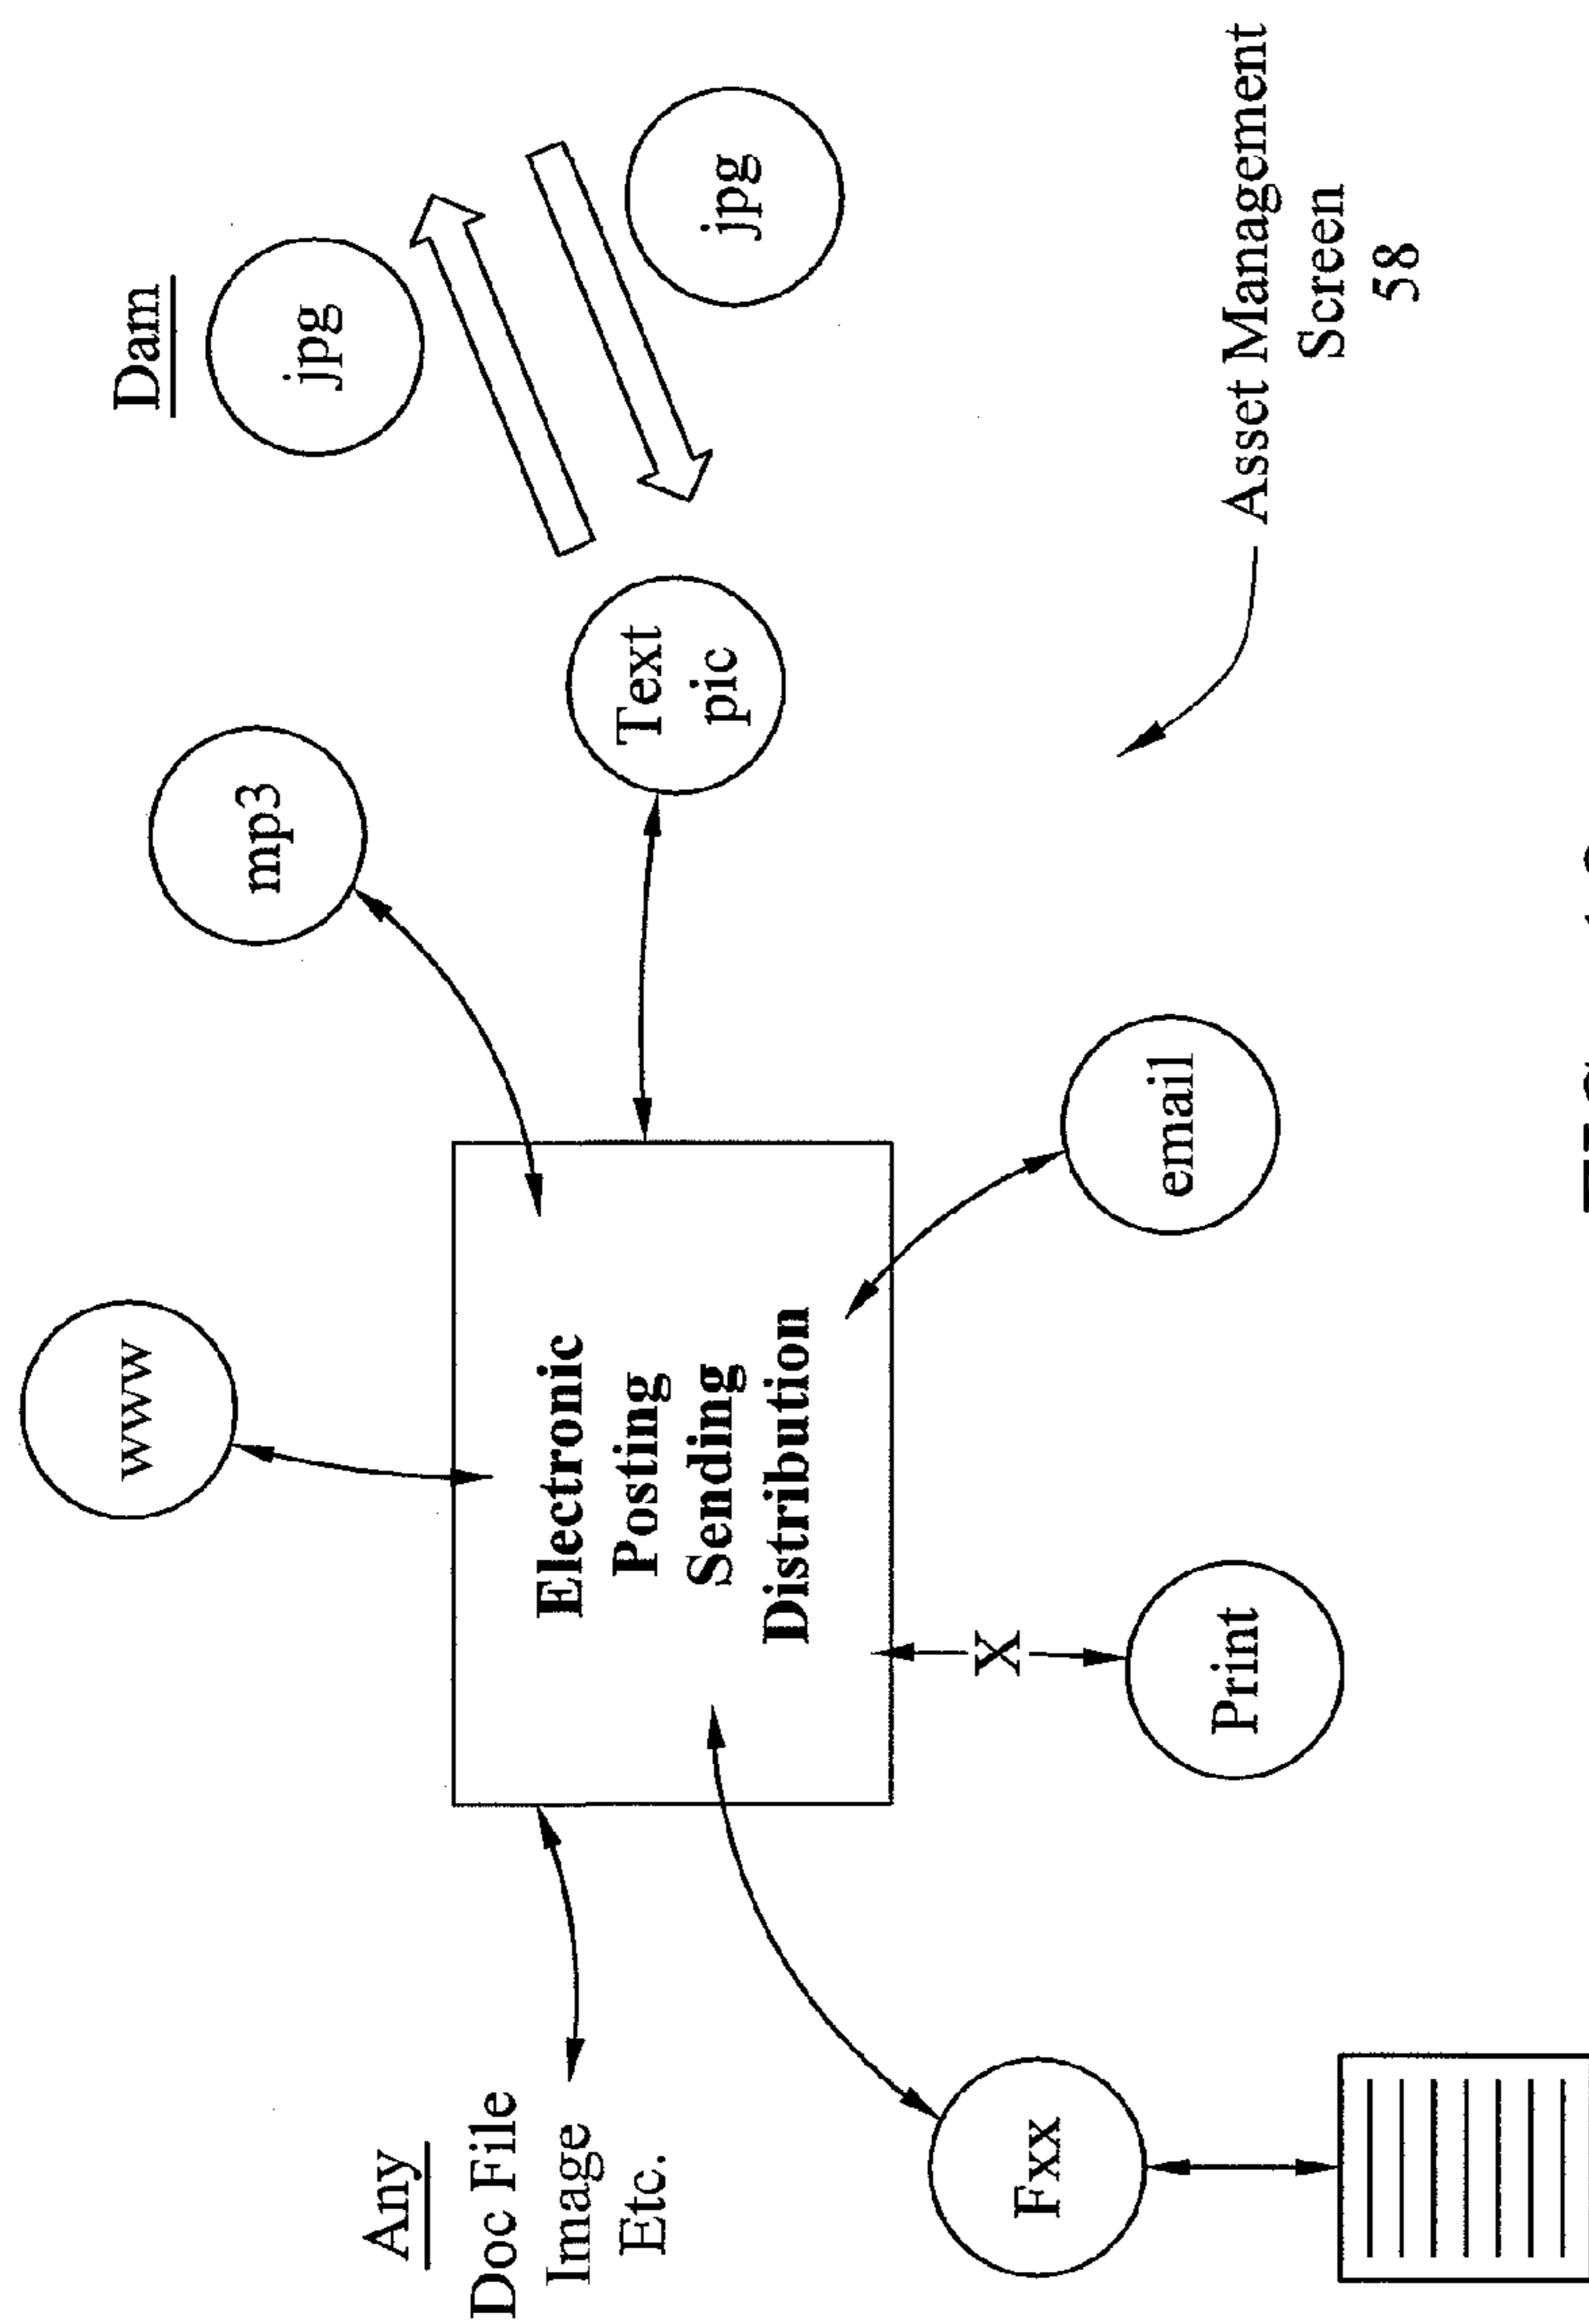 www
Dam
jpg
mp3
jpg
Any
Doc File
Image
Etc.
Electronic
Posting
Sending
Distribution
Text
pic
Fxx
X
Print
email
Asset Management
Screen
58